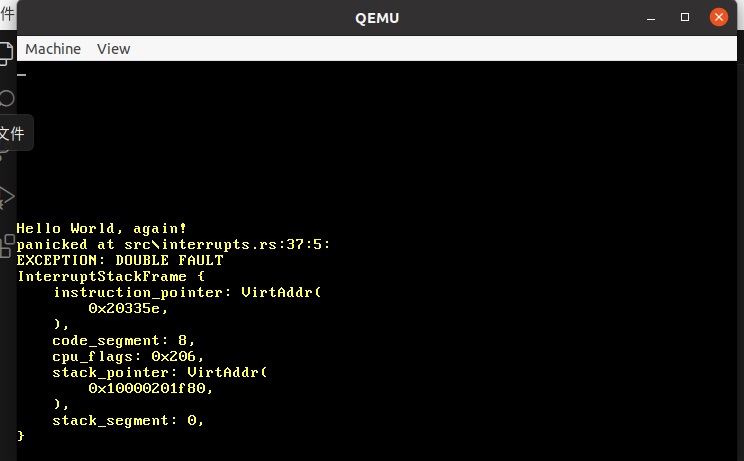 件
QEMU
Machine View
文件
Hello World, again!
panicked at src\interrupts.rs:37:5:
EXCEPTION: DOUBLE FAULT
InterruptStackFrame {
    instruction_pointer: VirtAddr(
        0x20335e,
    ),
    code_segment: 8,
    cpu_flags: 0x206,
    stack_pointer: VirtAddr(
        0x10000201f80,
    ),
    stack_segment: 0,
}